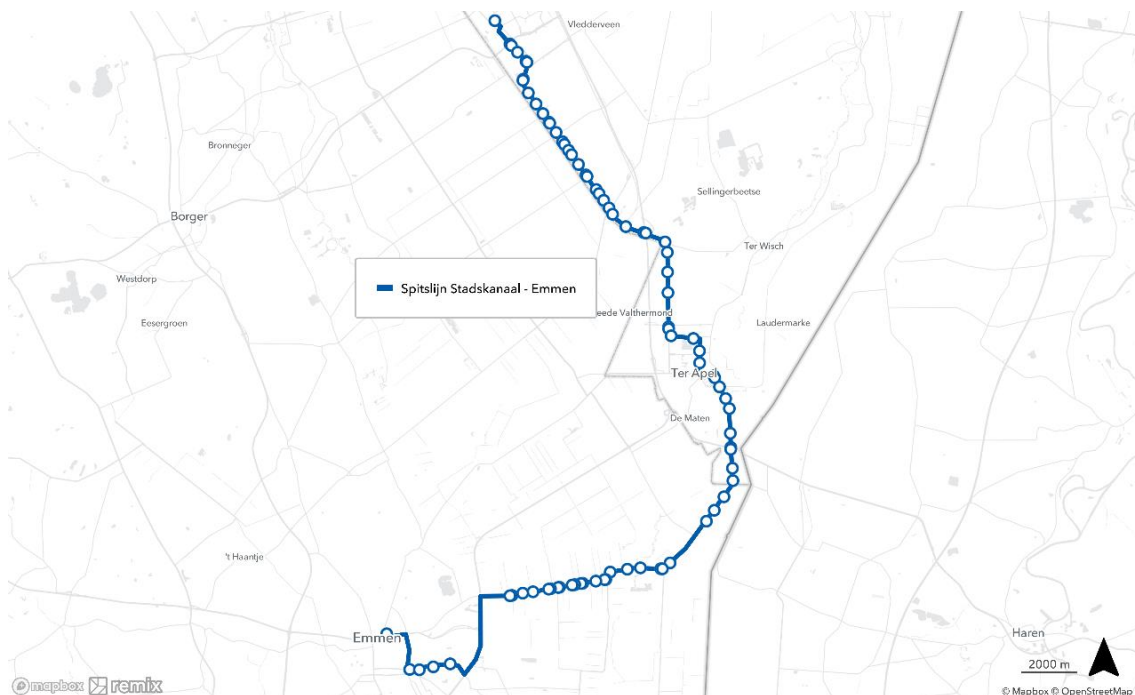 Vledderveen
Bronneger
Sellingerbeetse
Borger
Ter Wisch
Westdorp
Spitslijn Stadskanaal - Emmen
eede Valthermond
Eesergroen
Laudermarke
Ter Apel
De Maten
't Haantje
Emmen
Haren
2000 m
mapbox remix
© Mapbox © OpenStreetMap